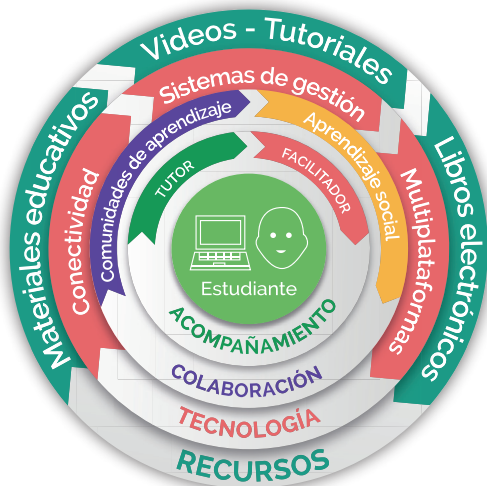 Videos - Tutoriales
Materiales educativos
Libros electrónicos
Sistemas de gestión
Conectividad
Multiplataformas
Comunidades de aprendizaje
Aprendizaje social
TUTOR
FACILITADOR
Estudiante
ACOMPAÑAMIENTO
COLABORACIÓN
TECNOLOGÍA
RECURSOS